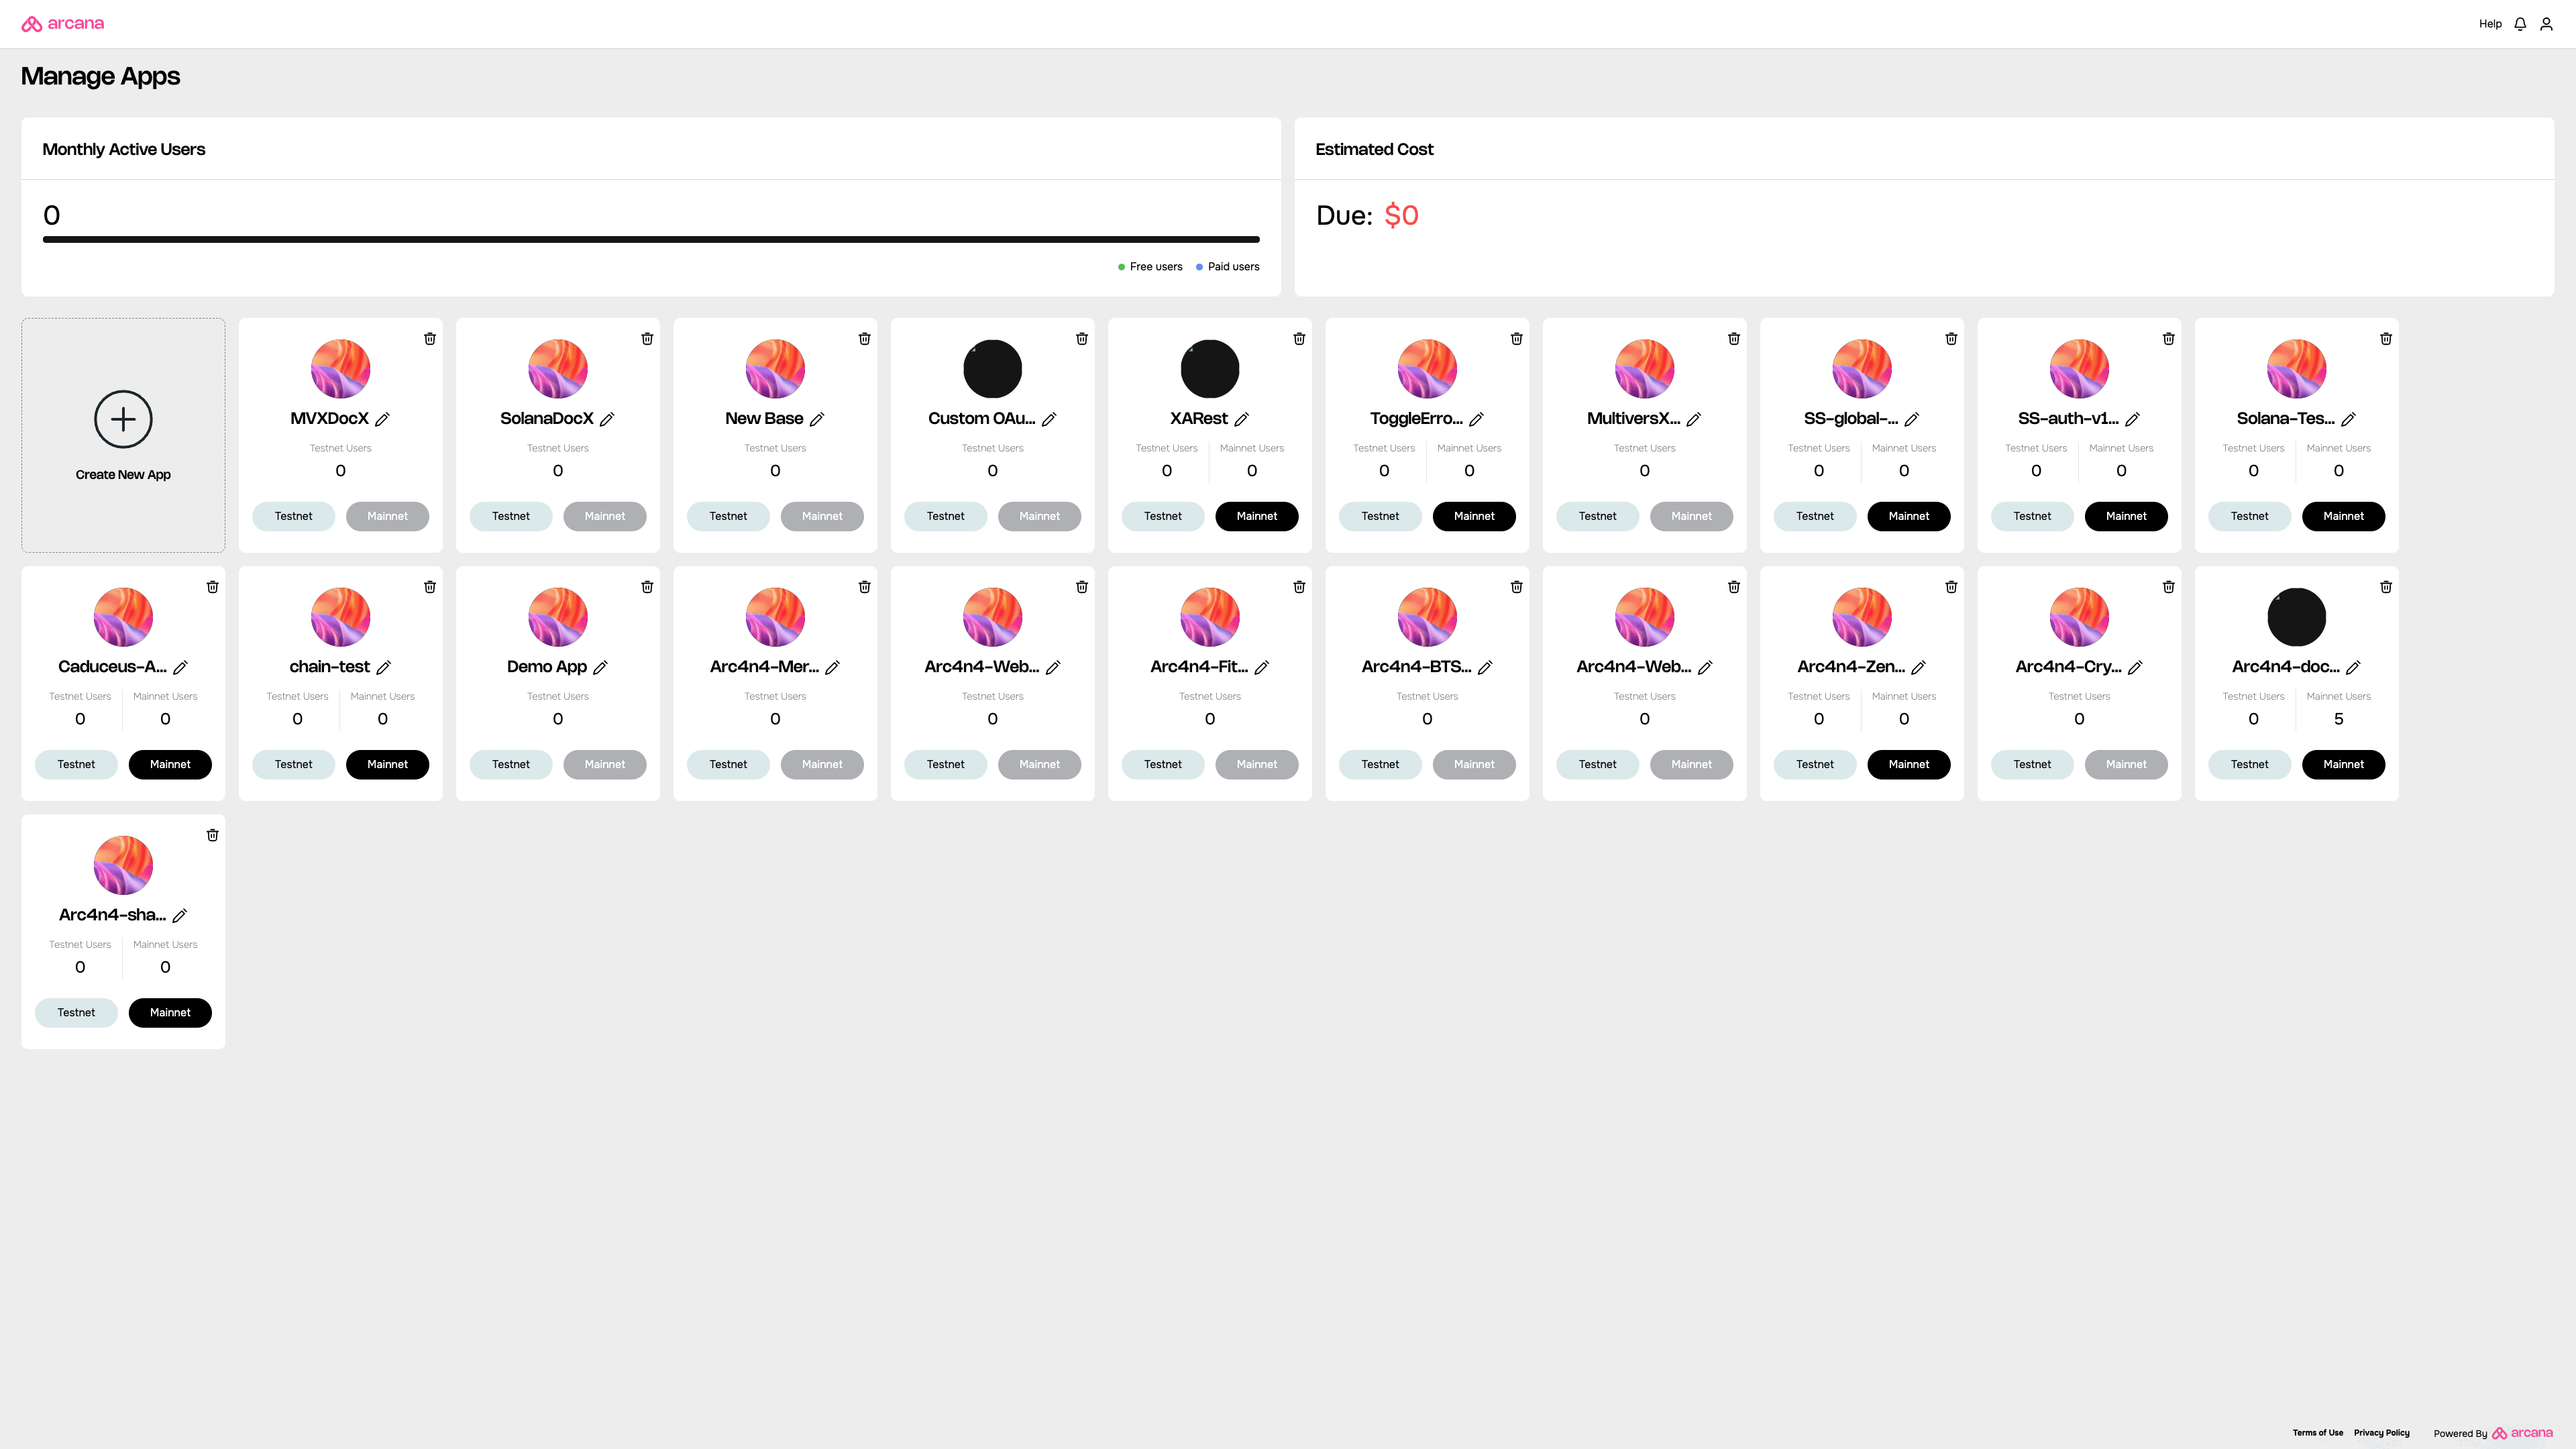 arcana
Help
Manage Apps
Monthly Active Users
0
Free users Paid users
Estimated Cost
Due: $0
Create New App
MVXDocX
Testnet Users
0
Testnet Mainnet
SolanaDocX
Testnet Users
0
Testnet Mainnet
New Base
Testnet Users
0
Testnet Mainnet
Custom OAu...
Testnet Users
0
Testnet Mainnet
XARest
Testnet Users Mainnet Users
0 0
Testnet Mainnet
ToggleErro...
Testnet Users Mainnet Users
0 0
Testnet Mainnet
MultiversX...
Testnet Users
0
Testnet Mainnet
SS-global-...
Testnet Users Mainnet Users
0 0
Testnet Mainnet
SS-auth-v1...
Testnet Users Mainnet Users
0 0
Testnet Mainnet
Solana-Tes...
Testnet Users Mainnet Users
0 0
Testnet Mainnet
Caduceus-A...
Testnet Users Mainnet Users
0 0
Testnet Mainnet
chain-test
Testnet Users Mainnet Users
0 0
Testnet Mainnet
Demo App
Testnet Users
0
Testnet Mainnet
Arc4n4-Mer...
Testnet Users
0
Testnet Mainnet
Arc4n4-Web...
Testnet Users
0
Testnet Mainnet
Arc4n4-Fit...
Testnet Users
0
Testnet Mainnet
Arc4n4-BTS...
Testnet Users
0
Testnet Mainnet
Arc4n4-Web...
Testnet Users
0
Testnet Mainnet
Arc4n4-Zen...
Testnet Users Mainnet Users
0 0
Testnet Mainnet
Arc4n4-Cry...
Testnet Users
0
Testnet Mainnet
Arc4n4-doc...
Testnet Users Mainnet Users
0 5
Testnet Mainnet
Arc4n4-sha...
Testnet Users Mainnet Users
0 0
Testnet Mainnet
Terms of Use Privacy Policy Powered By arcana